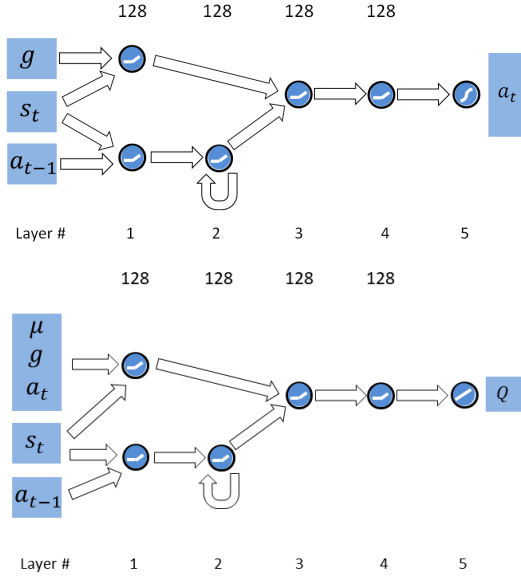 128 128 128 128
g
s_t
a_{t−1}
a_t
Layer # 1 2 3 4 5
128 128 128 128
μ
g
a_t
s_t
a_{t−1}
Q
Layer # 1 2 3 4 5